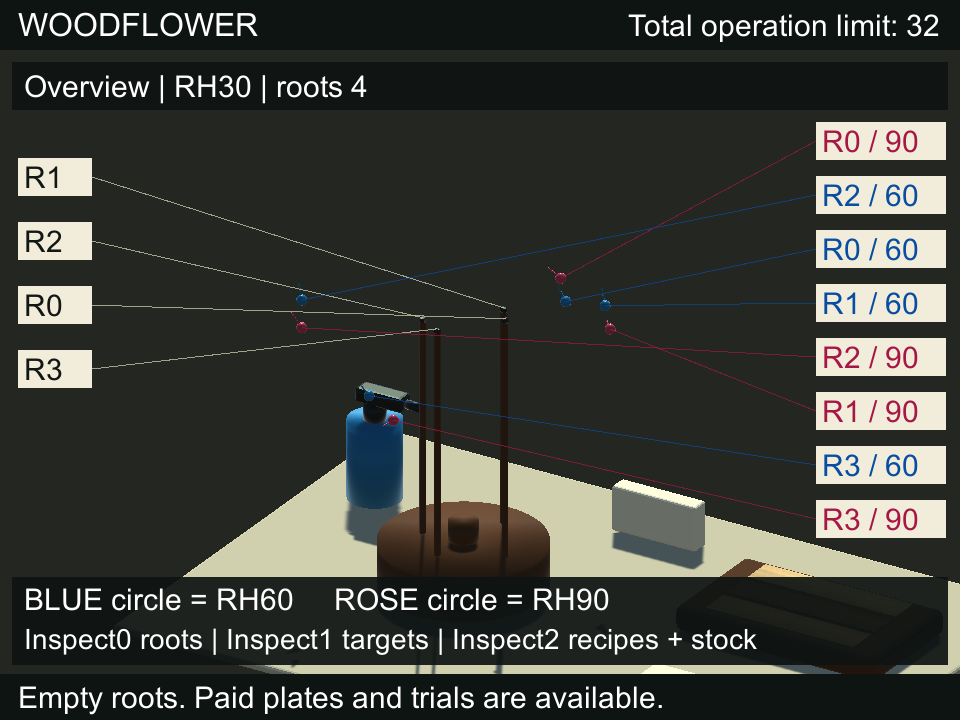 WOODFLOWER
Total operation limit: 32
Overview | RH30 | roots 4
R1
R2
R0
R3
R0 / 90
R2 / 60
R0 / 60
R1 / 60
R2 / 90
R1 / 90
R3 / 60
R3 / 90
BLUE circle = RH60 ROSE circle = RH90
Inspect0 roots | Inspect1 targets | Inspect2 recipes + stock
Empty roots. Paid plates and trials are available.